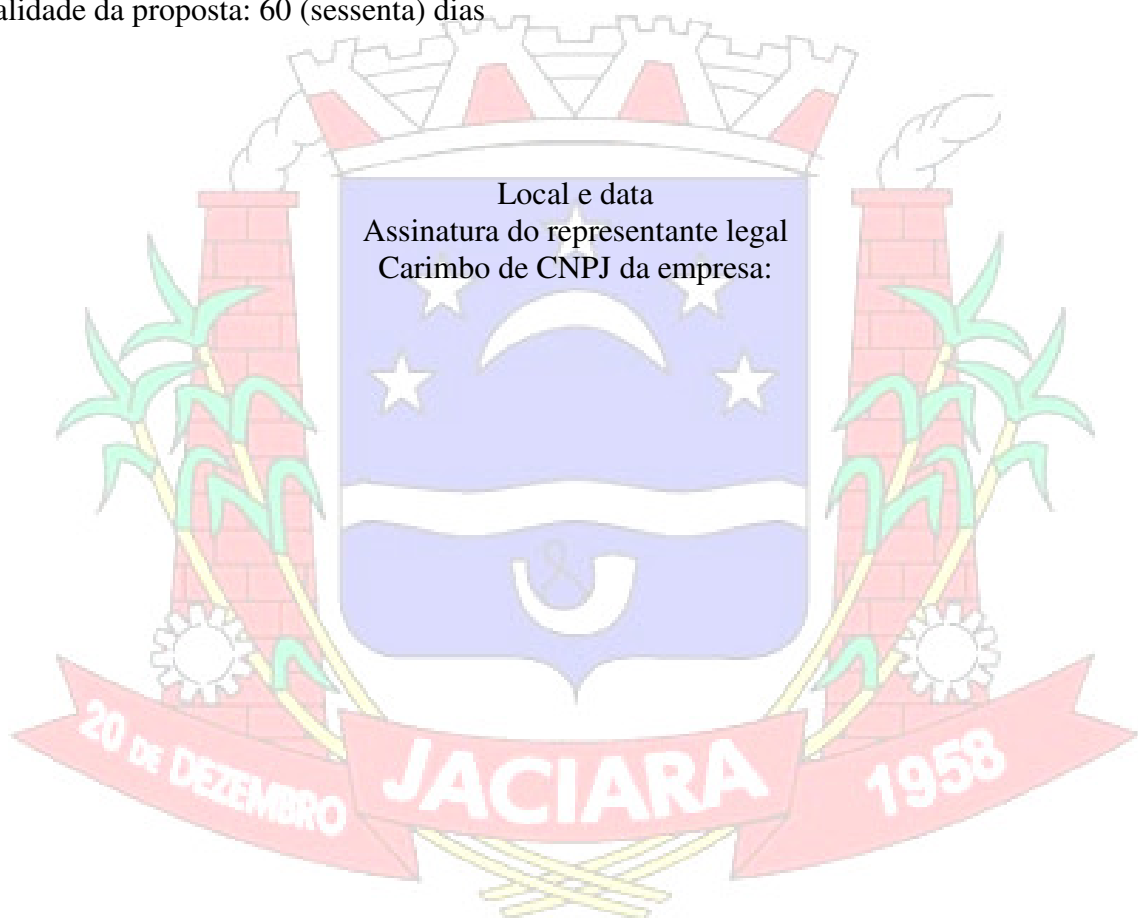 alidade da proposta: 60 (sessenta) dias
Local e data
Assinatura do representante legal
Carimbo de CNPJ da empresa:
20 DE DEZEMBRO
JACIARA
1958